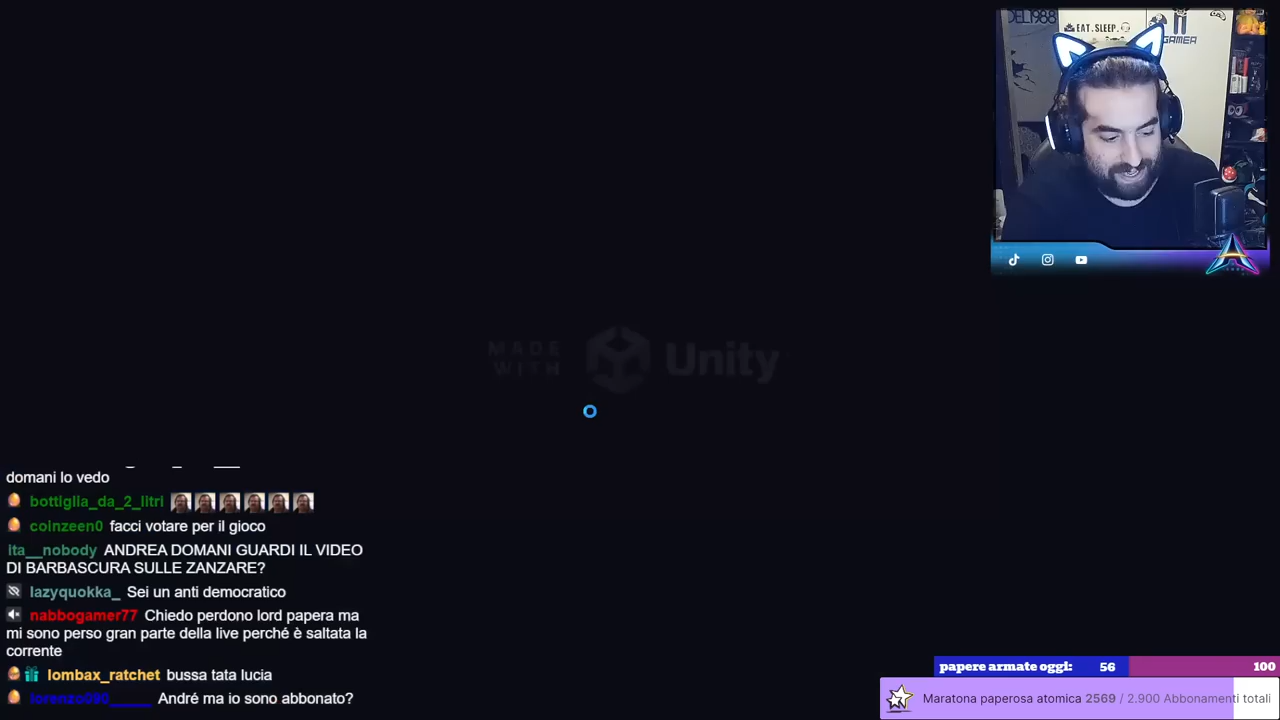 DEL1988
EAT.SLEEP.
GAMER
MADE WITH Unity
domani lo vedo
bottiglia_da_2_litri
coinzeen0 facci votare per il gioco
ita__nobody ANDREA DOMANI GUARDI IL VIDEO
DI BARBASCURA SULLE ZANZARE?
lazyquokka_ Sei un anti democratico
nabbogamer77 Chiedo perdono lord papera ma
mi sono perso gran parte della live perché è saltata la
corrente
lombax_ratchet bussa tata lucia
lorenzo090_____ André ma io sono abbonato?
papere armate oggi: 56 100
Maratona paperosa atomica 2569 / 2.900 Abbonamenti totali